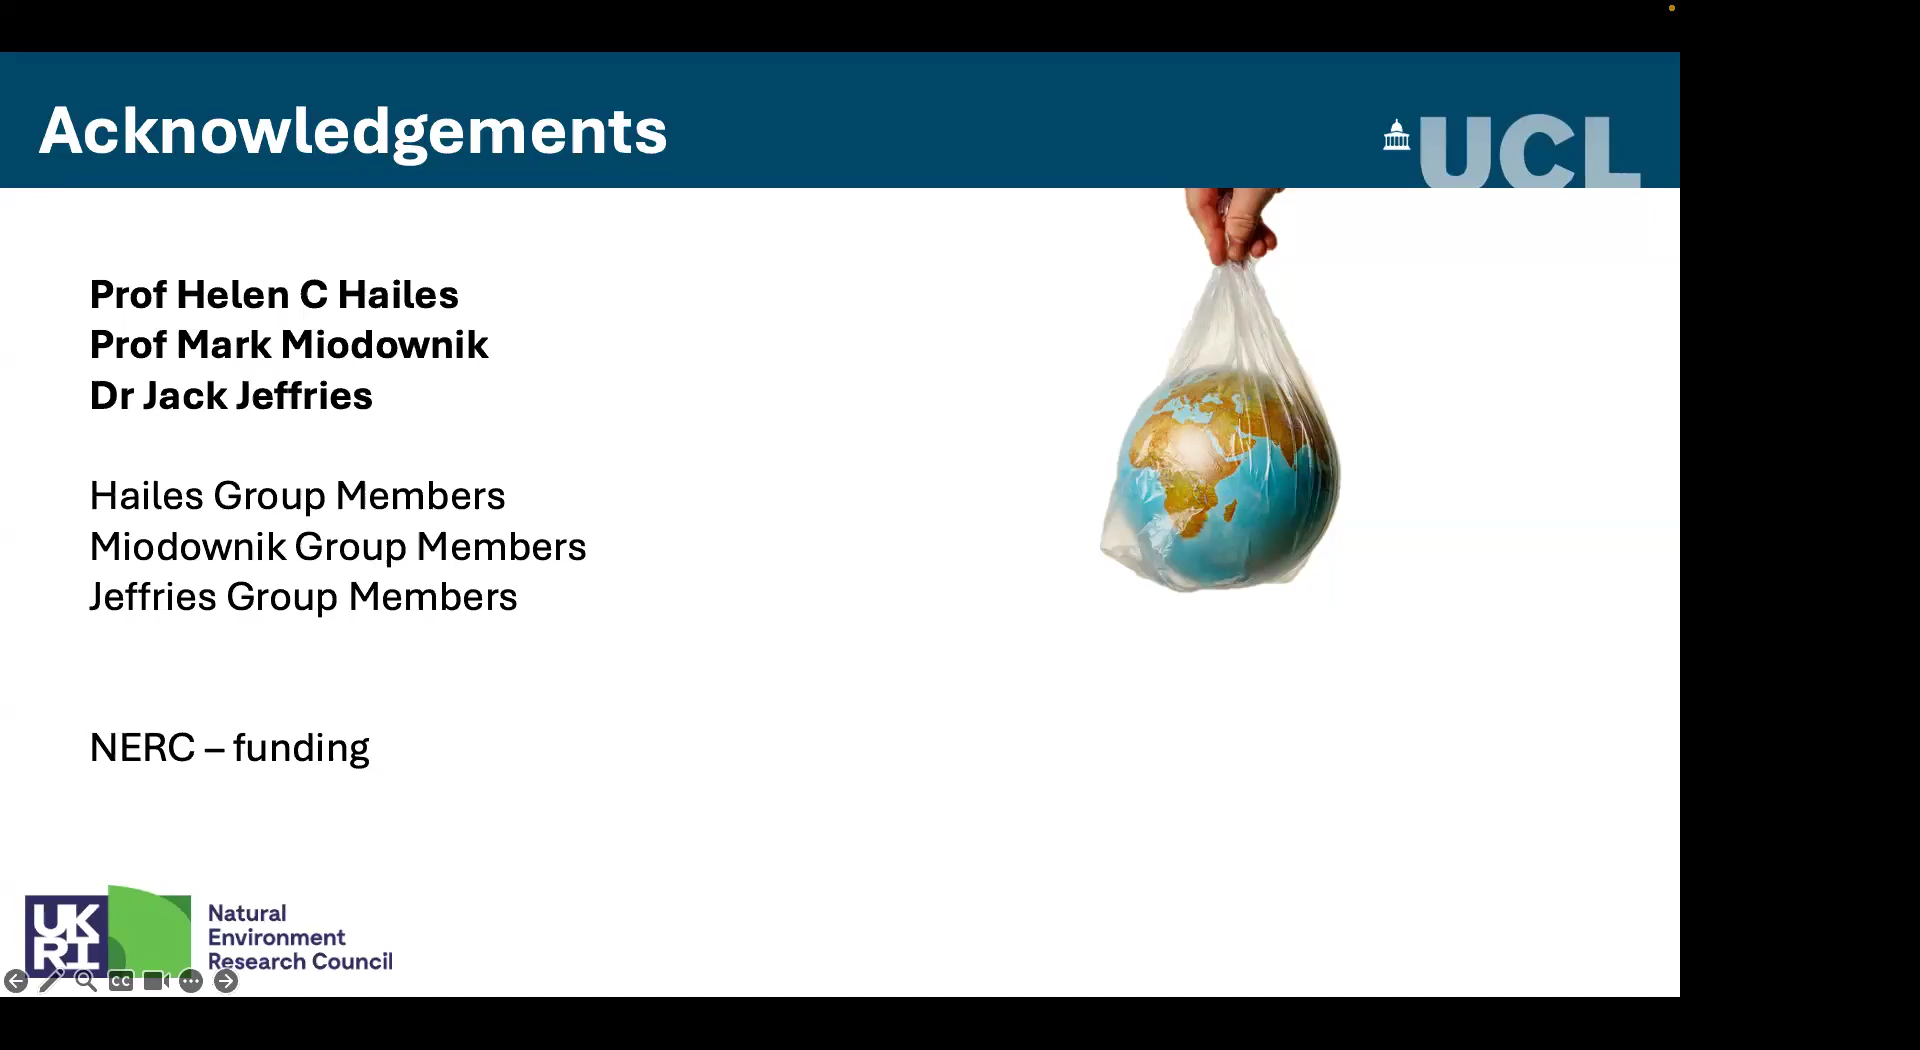 Acknowledgements
UCL
Prof Helen C Hailes
Prof Mark Miodownik
Dr Jack Jeffries
Hailes Group Members
Miodownik Group Members
Jeffries Group Members
NERC – funding
UK
RI
Natural
Environment
Research Council
CC